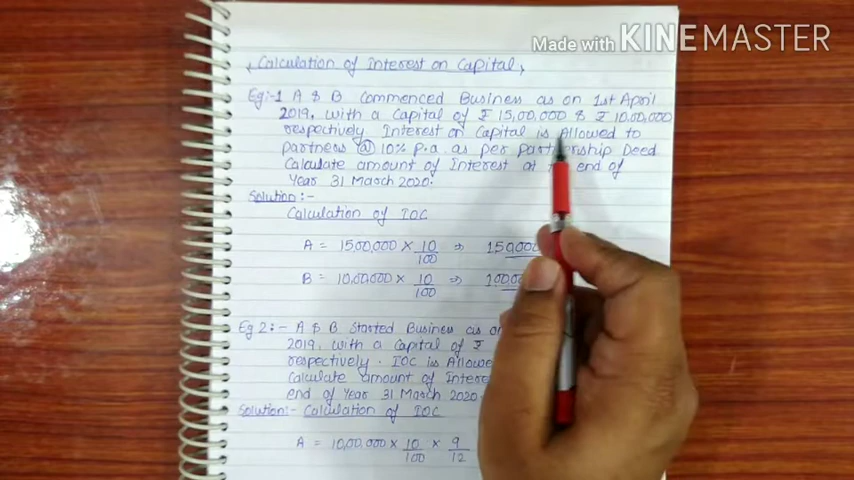 Made with KINEMASTER
Calculation of Interest on Capital
Eg:-1 A & B Commenced Business as on 1st April
2019, with a Capital of ₹ 15,00,000 & ₹ 10,00,000
respectively Interest on Capital is Allowed to
partners @ 10% p.a. as per partnership Deed
Calculate amount of Interest at end of
Year 31 March 2020.
Solution:-
Calculation of IOC
A = 15,00,000 × 10/100 ⇒ 150,000
B = 10,00,000 × 10/100 ⇒
Eg 2:- A & B Started Business as on
2019, with a Capital of ₹
respectively. IOC is Allowed
Calculate amount of Interest
end of Year 31 March 2020.
Solution:- Calculation of IOC
A = 10,00,000 × 10/100 × 9/12